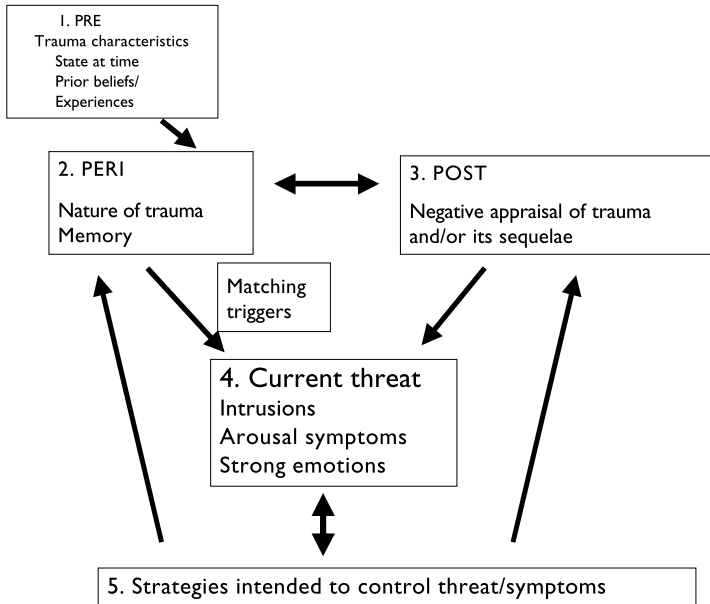 1. PRE
Trauma characteristics
State at time
Prior beliefs/
Experiences
2. PERI
Nature of trauma
Memory
3. POST
Negative appraisal of trauma
and/or its sequelae
Matching
triggers
4. Current threat
Intrusions
Arousal symptoms
Strong emotions
5. Strategies intended to control threat/symptoms